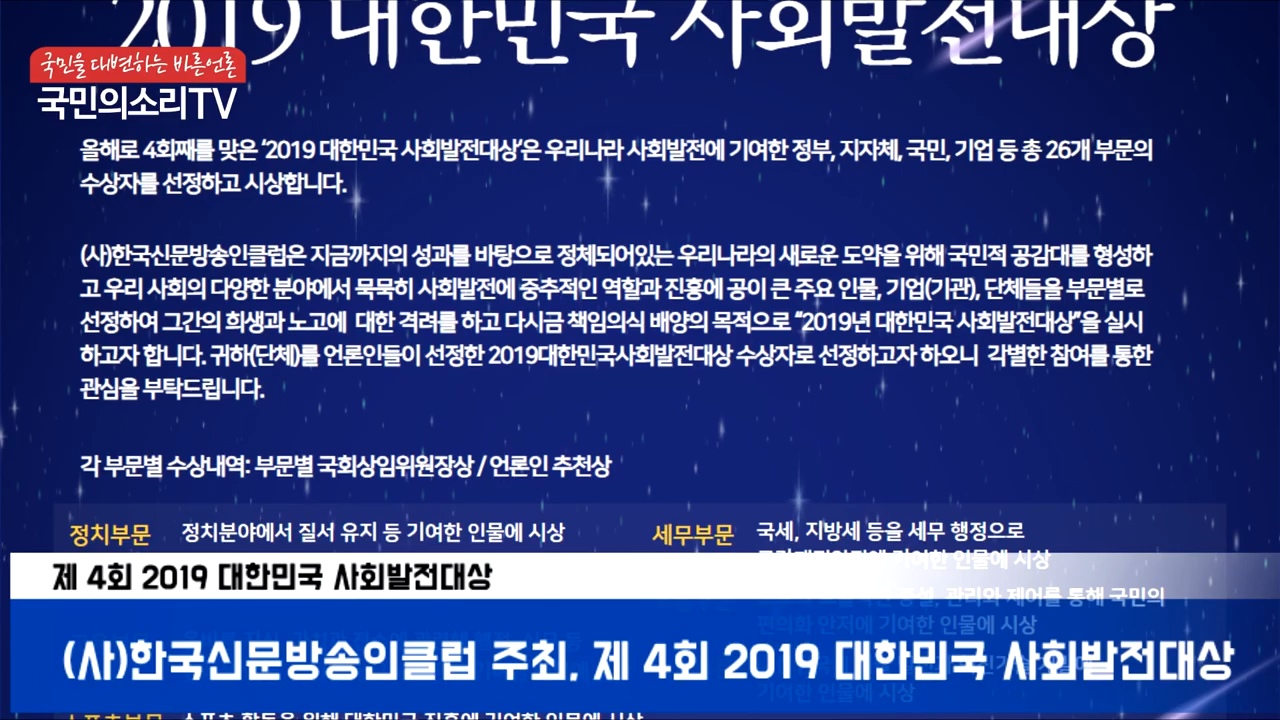 2019 대한민국 사회발전대상
국민을 대변하는 바른언론
국민의소리TV
올해로 4회째를 맞은 ‘2019 대한민국 사회발전대상’은 우리나라 사회발전에 기여한 정부, 지자체, 국민, 기업 등 총 26개 부문의
수상자를 선정하고 시상합니다.
(사)한국신문방송인클럽은 지금까지의 성과를 바탕으로 정체되어있는 우리나라의 새로운 도약을 위해 국민적 공감대를 형성하
고 우리 사회의 다양한 분야에서 묵묵히 사회발전에 중추적인 역할과 진흥에 공이 큰 주요 인물, 기업(기관), 단체들을 부문별로
선정하여 그간의 희생과 노고에 대한 격려를 하고 다시금 책임의식 배양의 목적으로 “2019년 대한민국 사회발전대상”을 실시
하고자 합니다. 귀하(단체)를 언론인들이 선정한 2019대한민국사회발전대상 수상자로 선정하고자 하오니 각별한 참여를 통한
관심을 부탁드립니다.
각 부문별 수상내역: 부문별 국회상임위원장상 / 언론인 추천상
정치부문 정치분야에서 질서 유지 등 기여한 인물에 시상
세무부문 국세, 지방세 등을 세무 행정으로
기여한 인물에 시상
관리와 제어를 통해 국민의
편의화 안전에 기여한 인물에 시상
기여한 인물에 시상
제 4회 2019 대한민국 사회발전대상
(사)한국신문방송인클럽 주최, 제 4회 2019 대한민국 사회발전대상